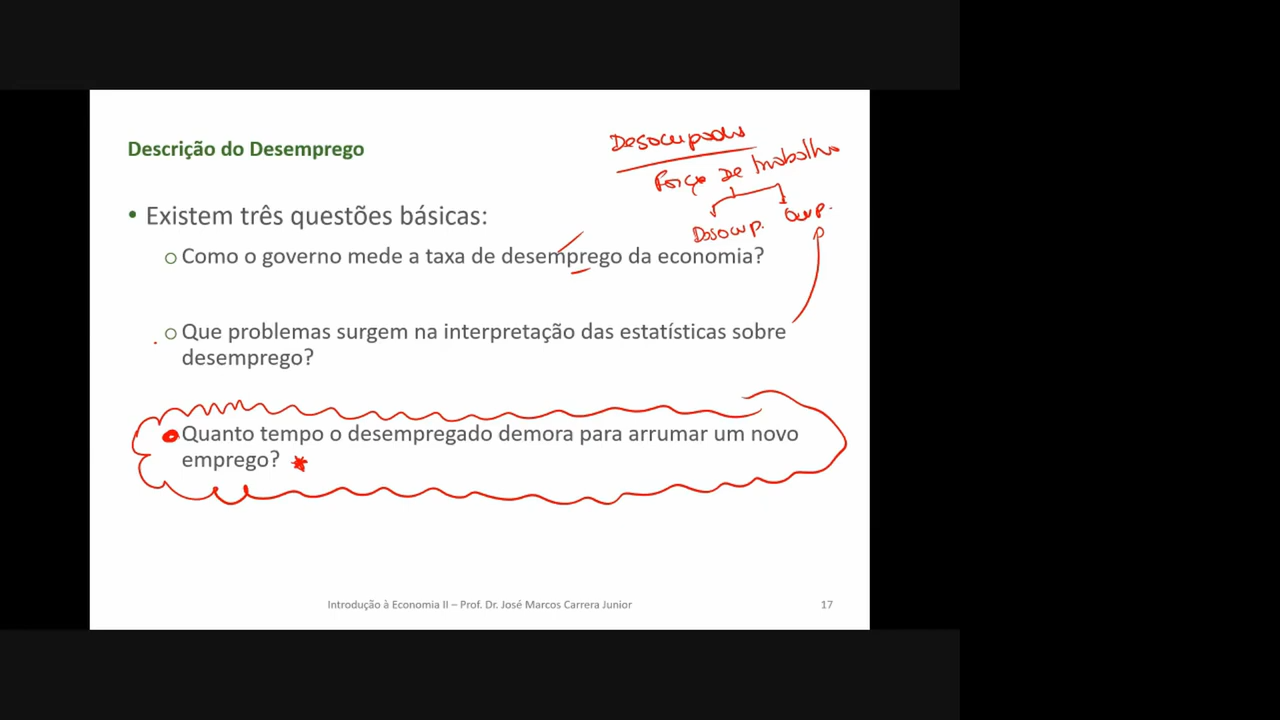 Descrição do Desemprego
Desocupados
Força de trabalho
Desocup. Ocup.
• Existem três questões básicas:
o Como o governo mede a taxa de desemprego da economia?
o Que problemas surgem na interpretação das estatísticas sobre
desemprego?
Quanto tempo o desempregado demora para arrumar um novo
emprego?
Introdução à Economia II – Prof. Dr. José Marcos Carrera Junior 17